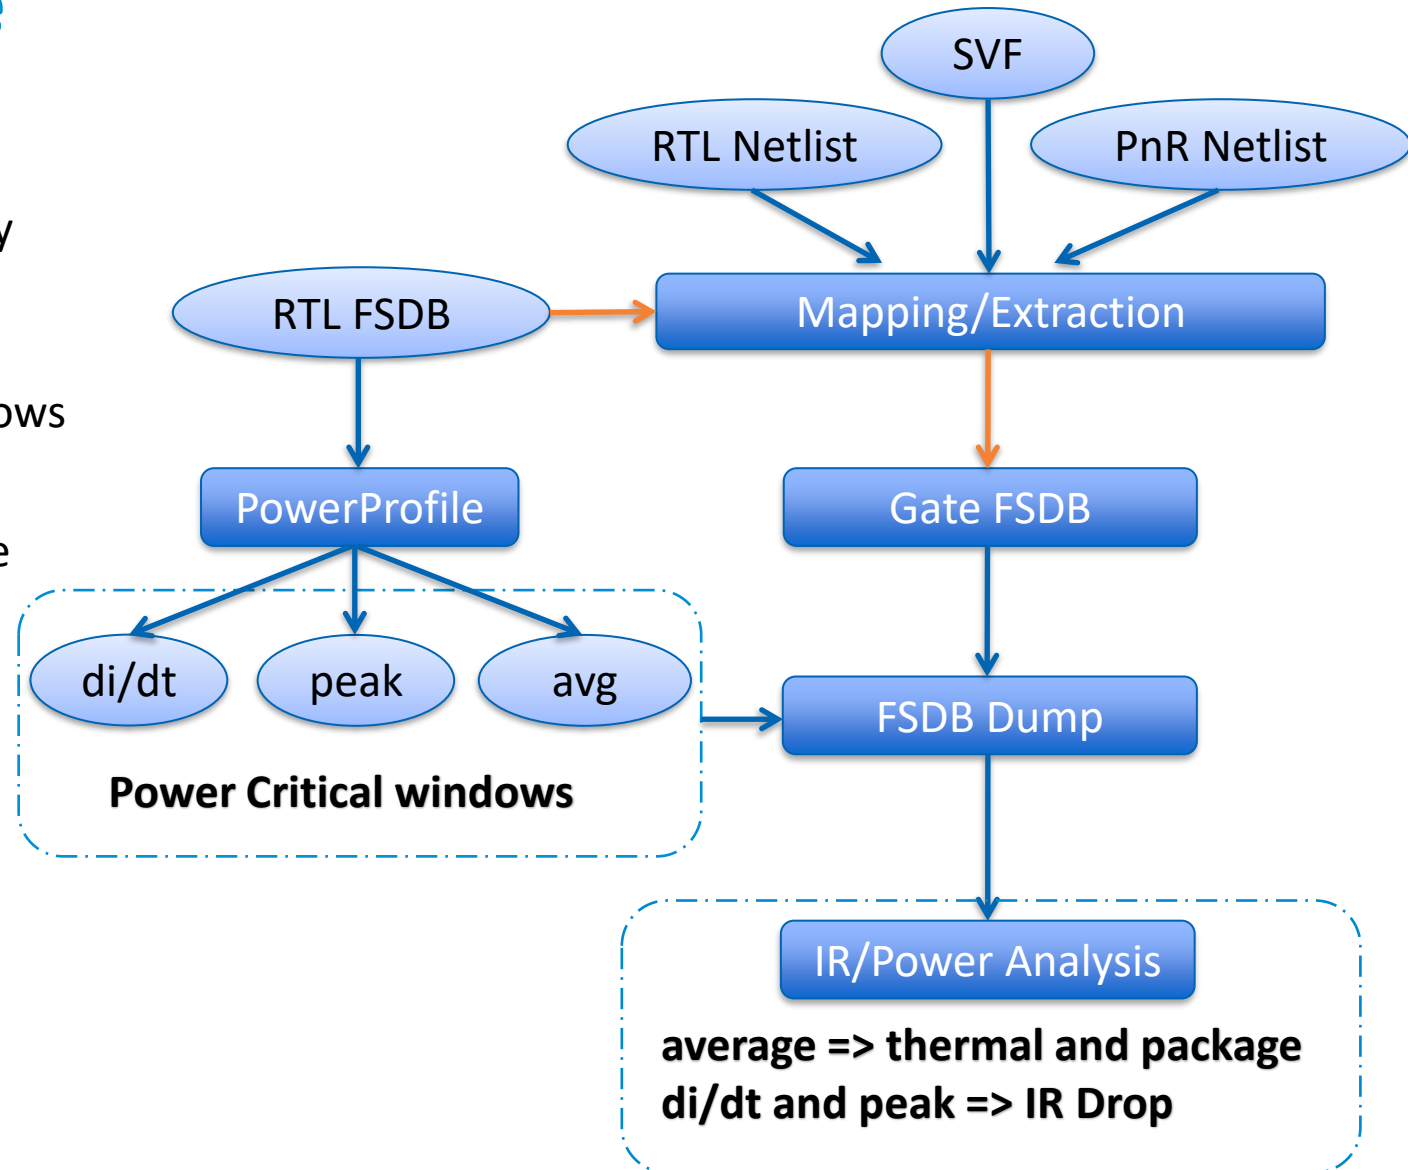 SVF
RTL Netlist
PnR Netlist
RTL FSDB
Mapping/Extraction
ows
PowerProfile
Gate FSDB
di/dt
peak
avg
FSDB Dump
Power Critical windows
IR/Power Analysis
average => thermal and package
di/dt and peak => IR Drop